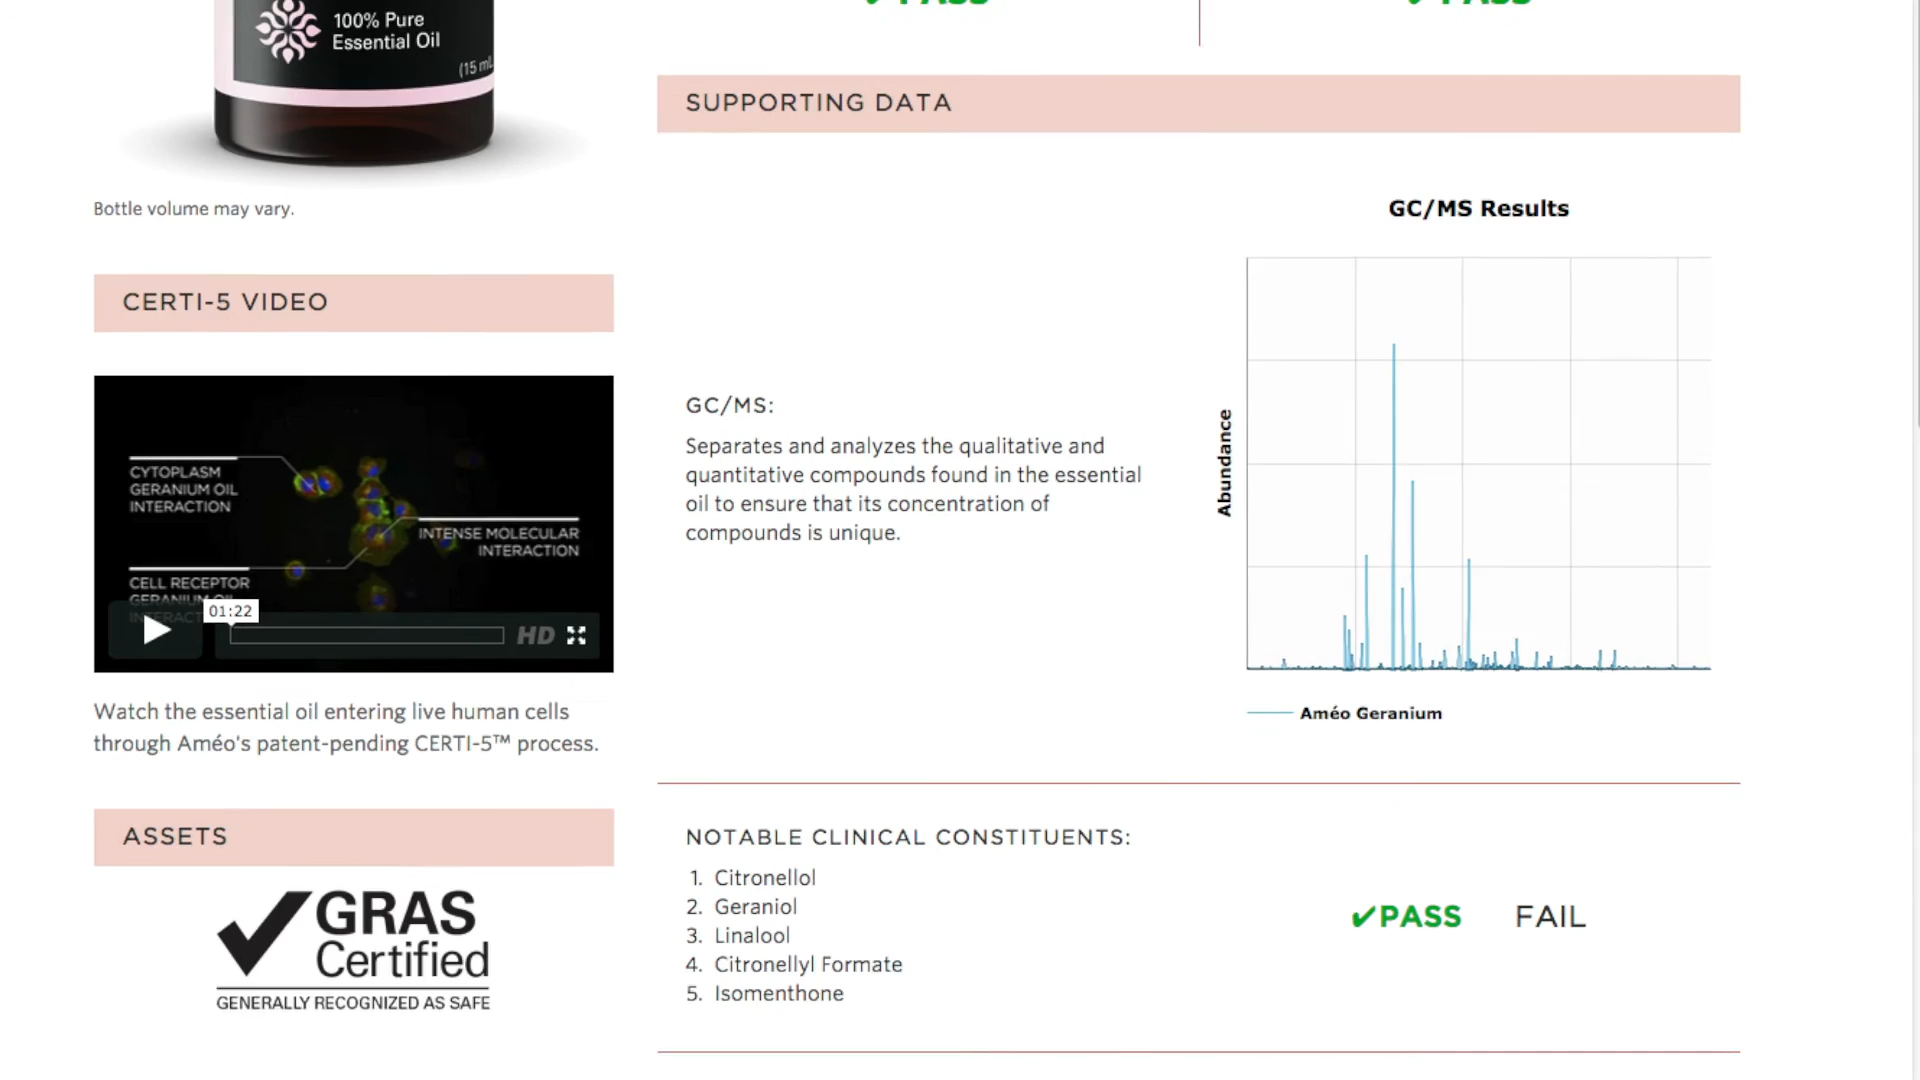 100% Pure
Essential Oil
(15 mL
Bottle volume may vary.
CERTI-5 VIDEO
CYTOPLASM
GERANIUM OIL
INTERACTION
INTENSE MOLECULAR
INTERACTION
CELL RECEPTOR
GERANIUM OIL
INTERACT
01:22
HD
Watch the essential oil entering live human cells
through Améo's patent-pending CERTI-5™ process.
ASSETS
GRAS
Certified
GENERALLY RECOGNIZED AS SAFE
✔PASS
✔PASS
SUPPORTING DATA
GC/MS:
Separates and analyzes the qualitative and
quantitative compounds found in the essential
oil to ensure that its concentration of
compounds is unique.
GC/MS Results
Abundance
Améo Geranium
NOTABLE CLINICAL CONSTITUENTS:
1. Citronellol
2. Geraniol
3. Linalool
4. Citronellyl Formate
5. Isomenthone
✔PASS FAIL